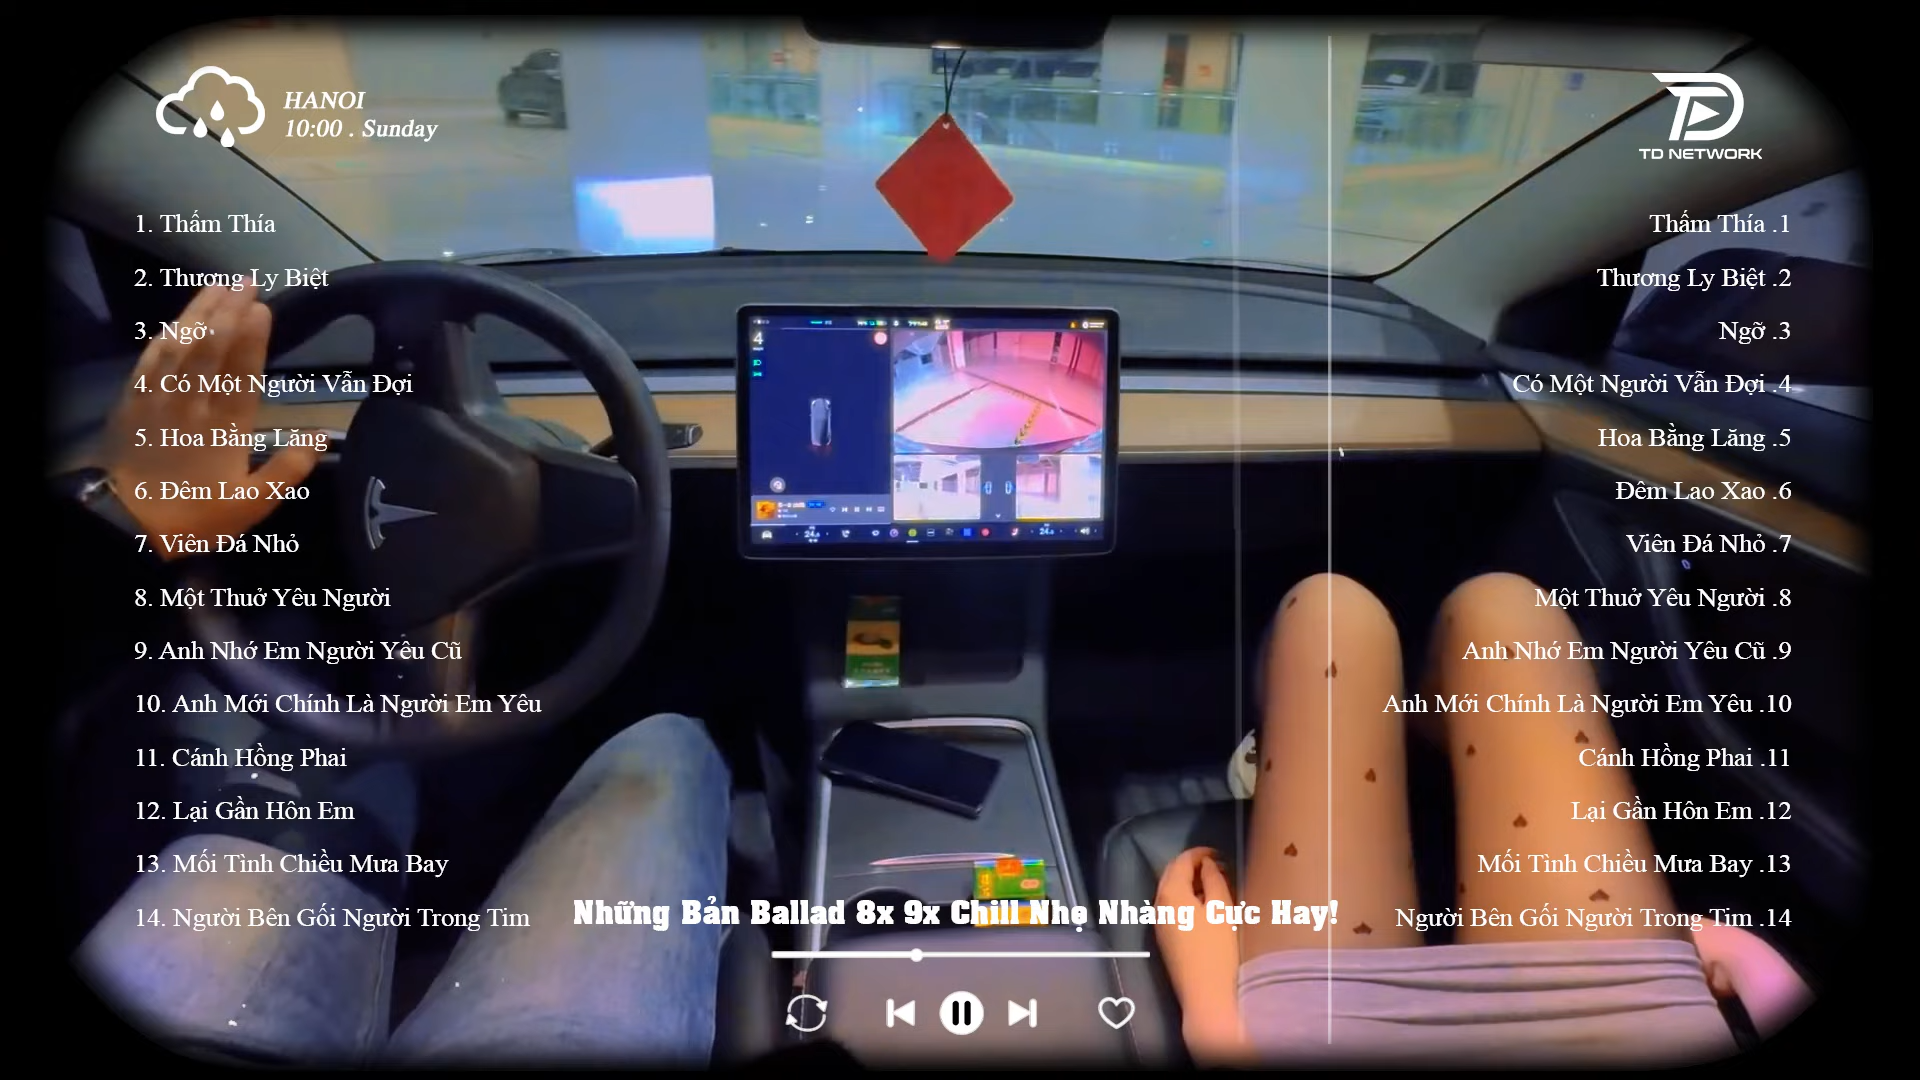 HANOI
10:00 . Sunday
TD NETWORK
1. Thấm Thía
2. Thương Ly Biệt
3. Ngỡ
4. Có Một Người Vẫn Đợi
5. Hoa Bằng Lăng
6. Đêm Lao Xao
7. Viên Đá Nhỏ
8. Một Thuở Yêu Người
9. Anh Nhớ Em Người Yêu Cũ
10. Anh Mới Chính Là Người Em Yêu
11. Cánh Hồng Phai
12. Lại Gần Hôn Em
13. Mối Tình Chiều Mưa Bay
14. Người Bên Gối Người Trong Tim
Thấm Thía .1
Thương Ly Biệt .2
Ngỡ .3
Có Một Người Vẫn Đợi .4
Hoa Bằng Lăng .5
Đêm Lao Xao .6
Viên Đá Nhỏ .7
Một Thuở Yêu Người .8
Anh Nhớ Em Người Yêu Cũ .9
Anh Mới Chính Là Người Em Yêu .10
Cánh Hồng Phai .11
Lại Gần Hôn Em .12
Mối Tình Chiều Mưa Bay .13
Người Bên Gối Người Trong Tim .14
4
Những Bản Ballad 8x 9x Chill Nhẹ Nhàng Cực Hay!